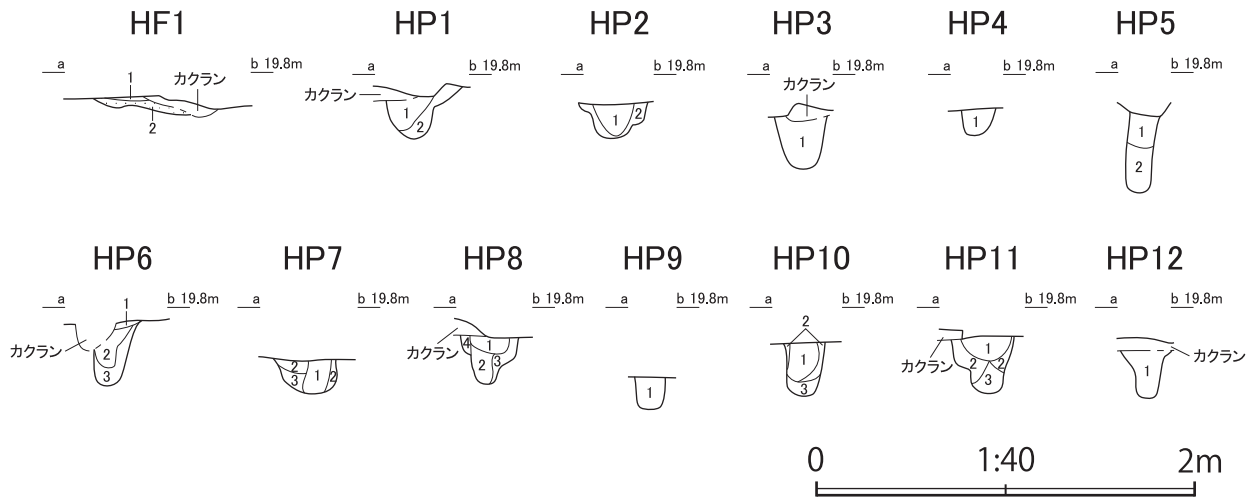 HF1 HP1 HP2 HP3 HP4 HP5
a b 19.8m a b 19.8m a b 19.8m a b 19.8m a b 19.8m a b 19.8m
1 カクラン 2
カクラン 1 2
1 2
カクラン 1
1
1 2
HP6 HP7 HP8 HP9 HP10 HP11 HP12
a b 19.8m a b 19.8m a b 19.8m a b 19.8m a b 19.8m a b 19.8m a b 19.8m
カクラン 1 2 3
2 3 1 2
カクラン 4 1 2 3
1
2 1 3
カクラン 1 2 2 3
カクラン 1
0 1:40 2m